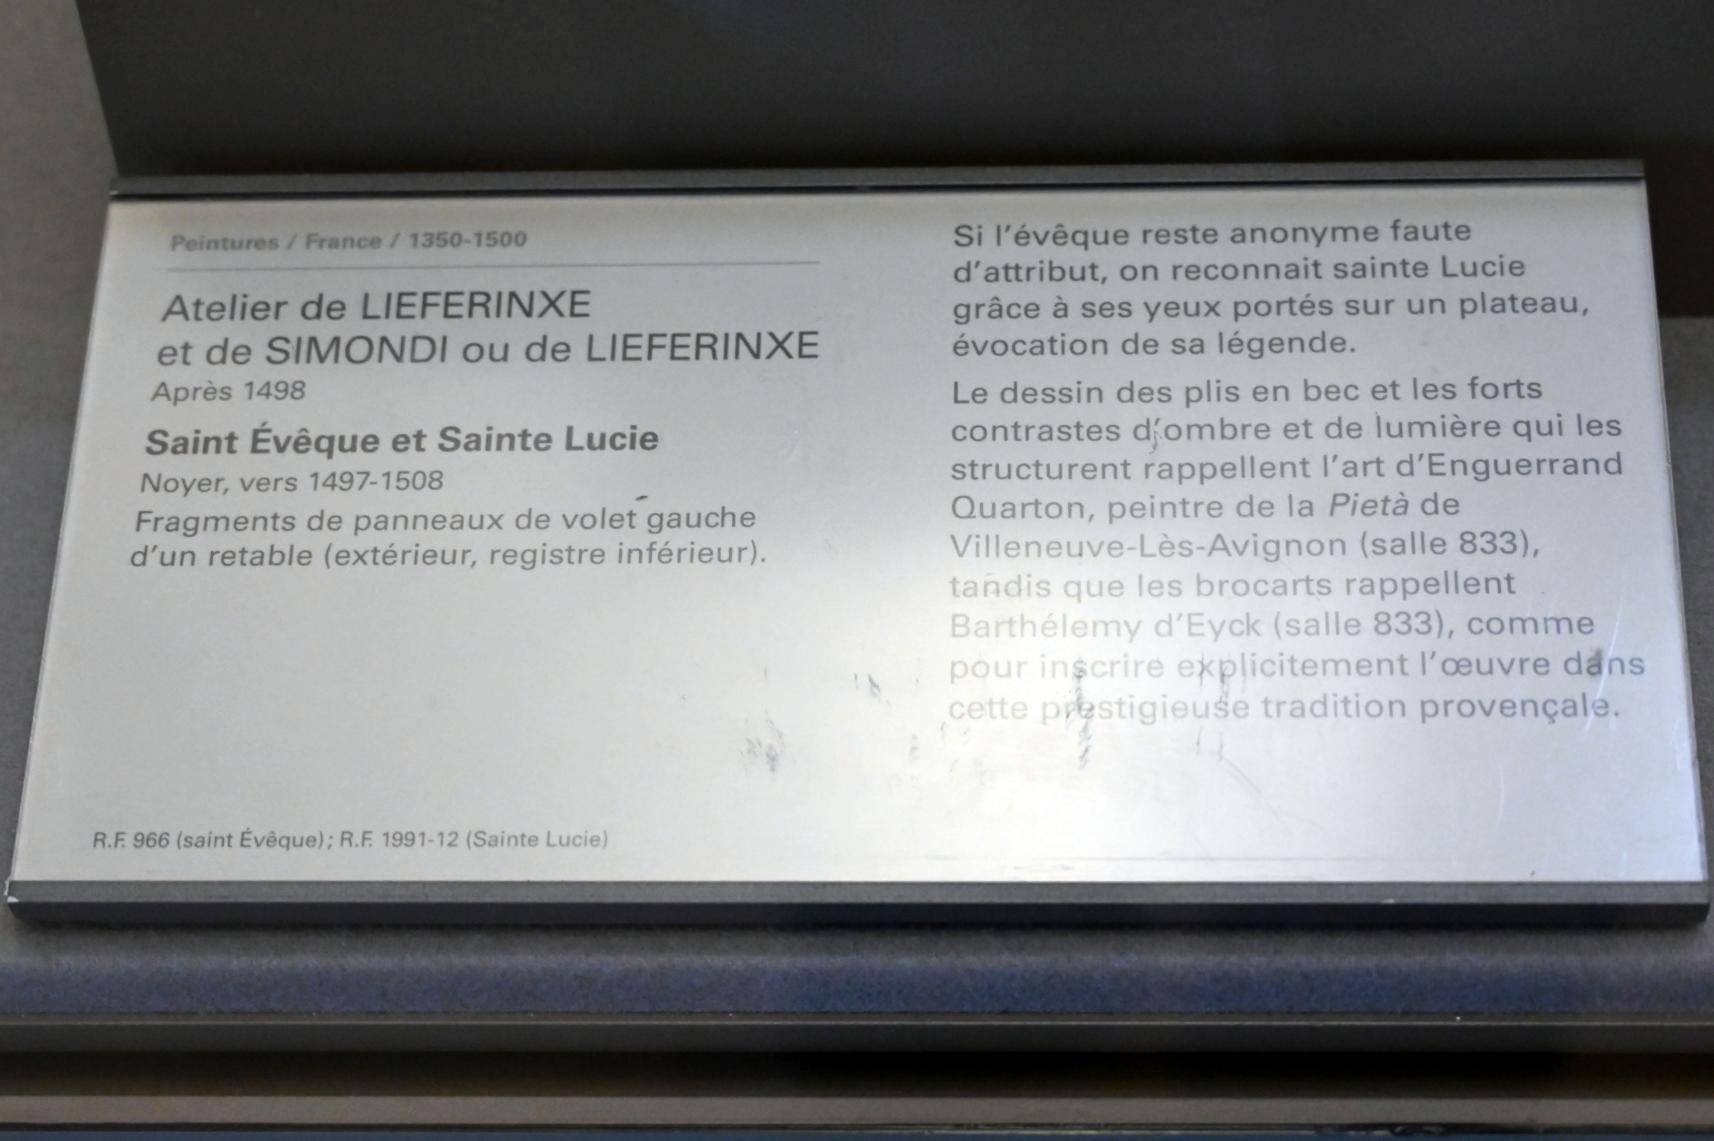 Peintures / France / 1350-1500
Atelier de LIEFERINXE
et de SIMONDI ou de LIEFERINXE
Après 1498
Saint Évêque et Sainte Lucie
Noyer, vers 1497-1508
Fragments de panneaux de volet gauche
d'un retable (extérieur, registre inférieur).
R.F. 966 (saint Évêque) ; R.F. 1991-12 (Sainte Lucie)
Si l'évêque reste anonyme faute
d'attribut, on reconnait sainte Lucie
grâce à ses yeux portés sur un plateau,
évocation de sa légende.
Le dessin des plis en bec et les forts
contrastes d'ombre et de lumière qui les
structurent rappellent l'art d'Enguerrand
Quarton, peintre de la Pietà de
Villeneuve-Lès-Avignon (salle 833),
tandis que les brocarts rappellent
Barthélemy d'Eyck (salle 833), comme
pour inscrire explicitement l'œuvre dans
cette prestigieuse tradition provençale.